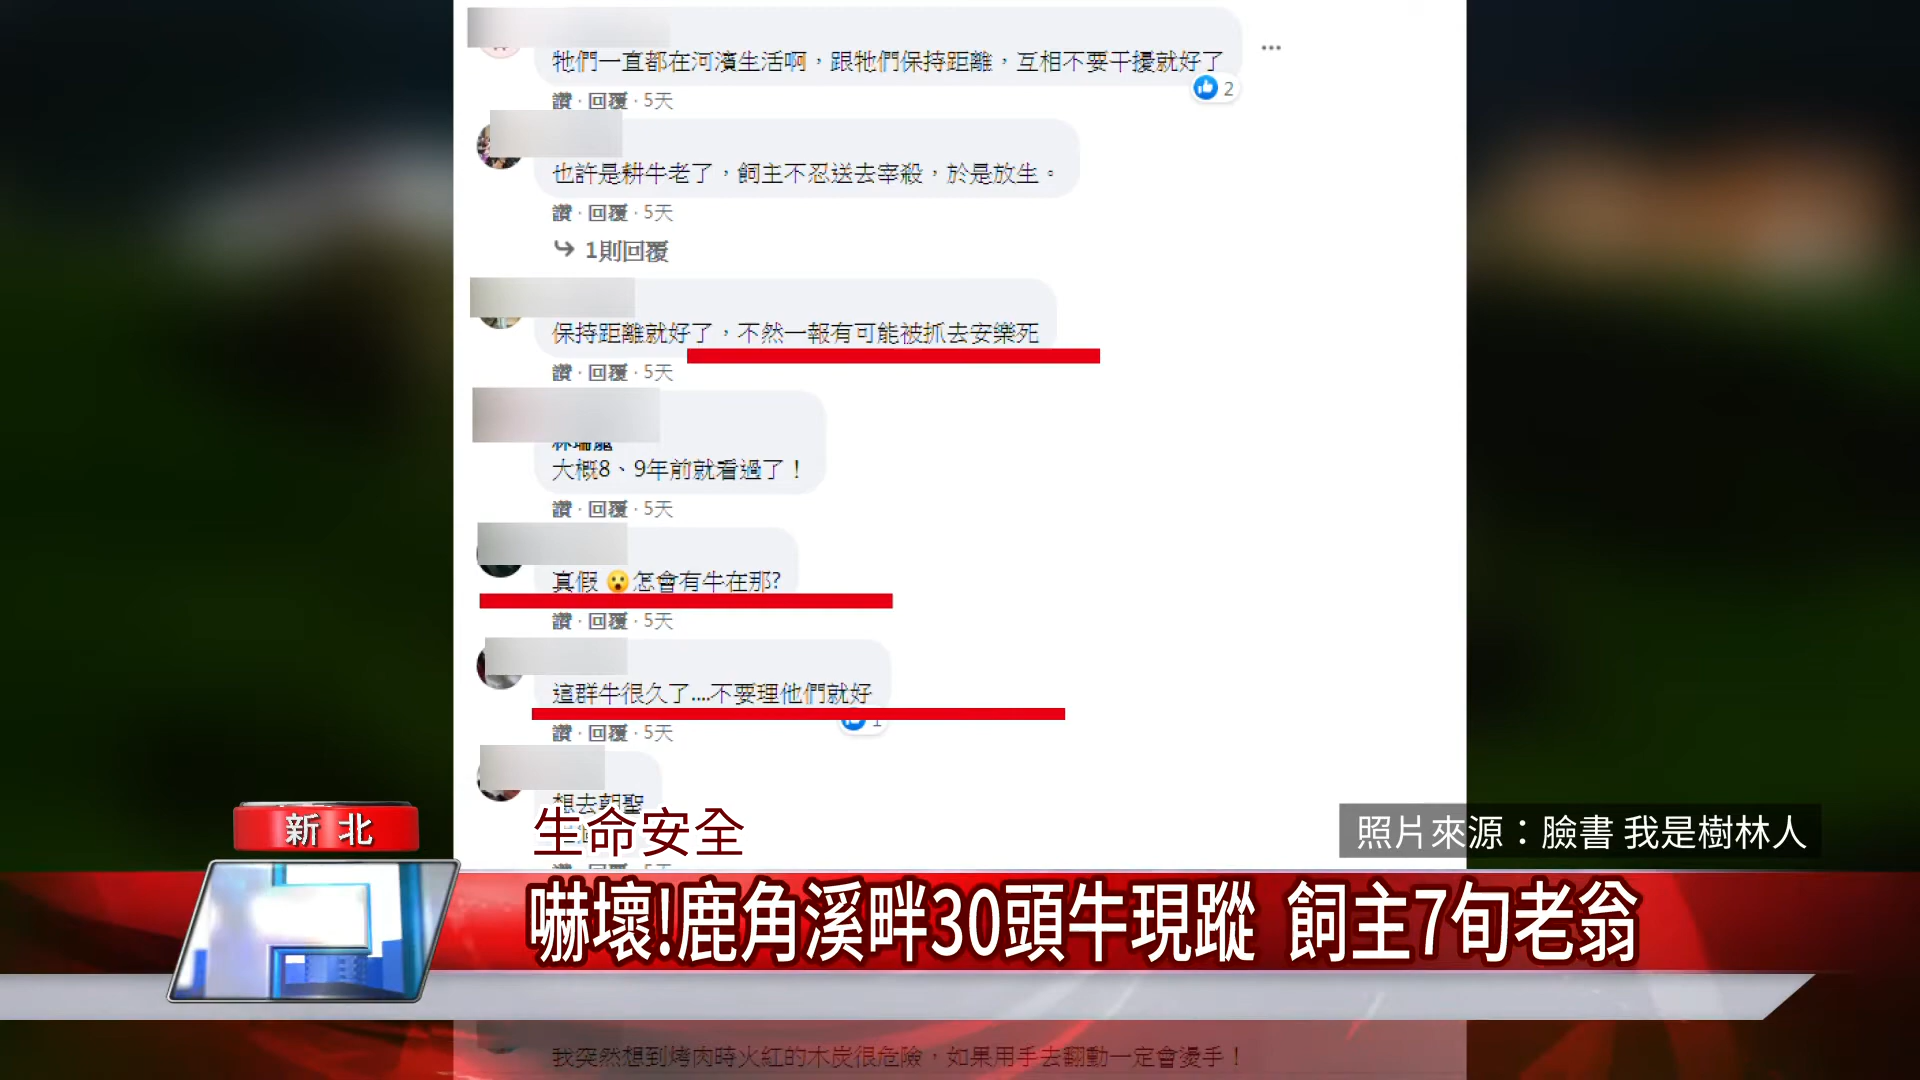 牠們一直都在河濱生活啊，跟牠們保持距離，互相不要干擾就好了
2
讚 · 回覆 · 5天
也許是耕牛老了，飼主不忍送去宰殺，於是放生。
讚 · 回覆 · 5天
1則回覆
保持距離就好了，不然一報有可能被抓去安樂死
讚 · 回覆 · 5天
大概8、9年前就看過了！
讚 · 回覆 · 5天
真假 😮 怎會有牛在那?
讚 · 回覆 · 5天
這群牛很久了....不要理他們就好
1
讚 · 回覆 · 5天
想去朝聖
新北
生命安全
照片來源：臉書 我是樹林人
嚇壞!鹿角溪畔30頭牛現蹤 飼主7旬老翁
我突然想到烤肉時火紅的木炭很危險，如果用手去翻動一定會燙手！